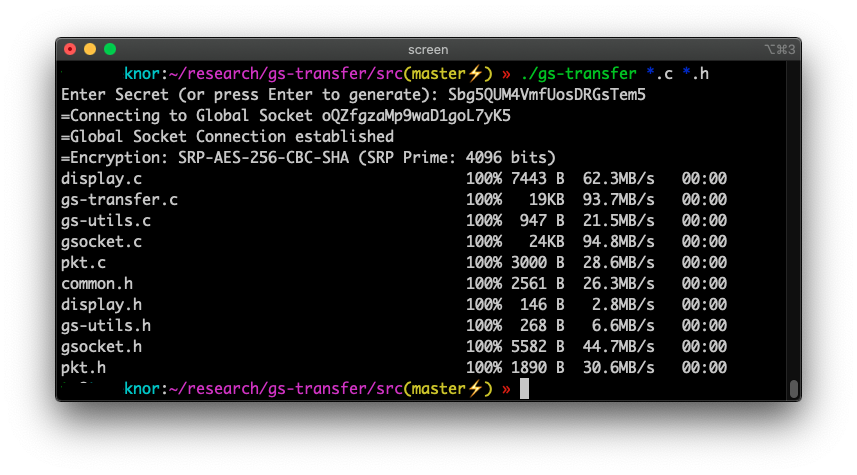 screen
⌥⌘3
knor:~/research/gs-transfer/src(master⚡) » ./gs-transfer *.c *.h
Enter Secret (or press Enter to generate): Sbg5QUM4VmfUosDRGsTem5
=Connecting to Global Socket oQZfgzaMp9waD1goL7yK5
=Global Socket Connection established
=Encryption: SRP-AES-256-CBC-SHA (SRP Prime: 4096 bits)
display.c 100% 7443 B 62.3MB/s 00:00
gs-transfer.c 100% 19KB 93.7MB/s 00:00
gs-utils.c 100% 947 B 21.5MB/s 00:00
gsocket.c 100% 24KB 94.8MB/s 00:00
pkt.c 100% 3000 B 28.6MB/s 00:00
common.h 100% 2561 B 26.3MB/s 00:00
display.h 100% 146 B 2.8MB/s 00:00
gs-utils.h 100% 268 B 6.6MB/s 00:00
gsocket.h 100% 5582 B 44.7MB/s 00:00
pkt.h 100% 1890 B 30.6MB/s 00:00
knor:~/research/gs-transfer/src(master⚡) »